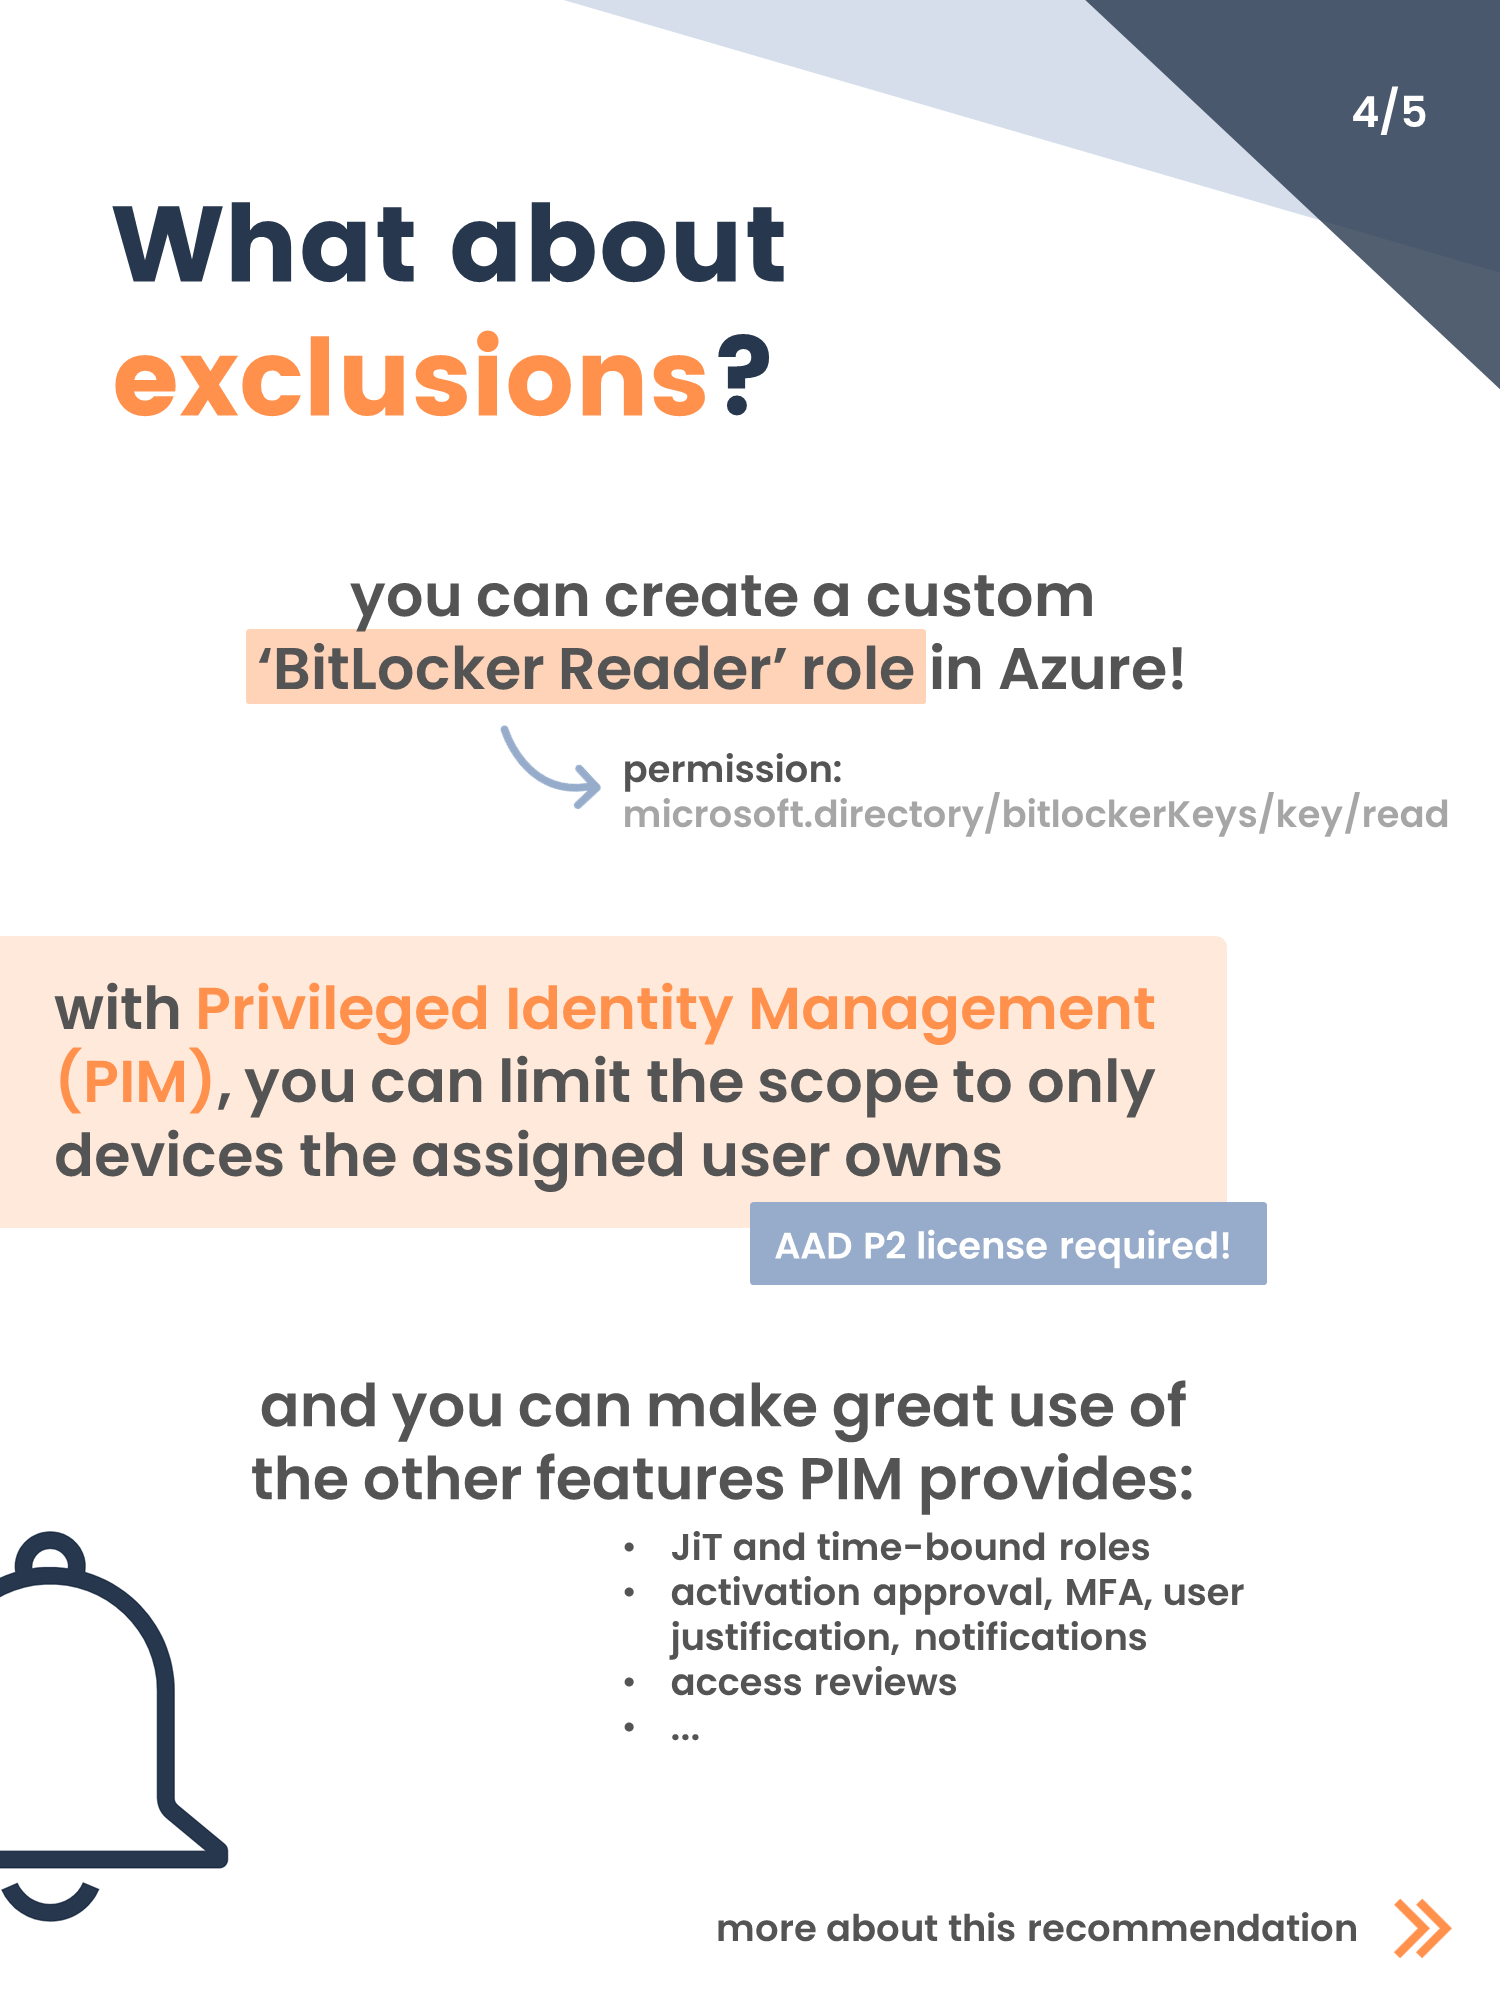 4/5
What about
exclusions?
you can create a custom
‘BitLocker Reader’ role in Azure!
permission:
microsoft.directory/bitlockerKeys/key/read
with Privileged Identity Management
(PIM), you can limit the scope to only
devices the assigned user owns
AAD P2 license required!
and you can make great use of
the other features PIM provides:
• JiT and time-bound roles
• activation approval, MFA, user
justification, notifications
• access reviews
• ...
more about this recommendation